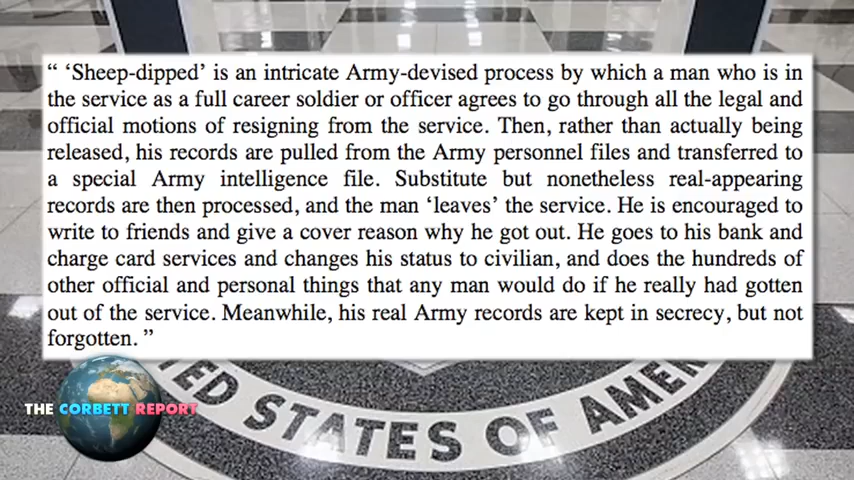 “ ‘Sheep-dipped’ is an intricate Army-devised process by which a man who is in
the service as a full career soldier or officer agrees to go through all the legal and
official motions of resigning from the service. Then, rather than actually being
released, his records are pulled from the Army personnel files and transferred to
a special Army intelligence file. Substitute but nonetheless real-appearing
records are then processed, and the man ‘leaves’ the service. He is encouraged to
write to friends and give a cover reason why he got out. He goes to his bank and
charge card services and changes his status to civilian, and does the hundreds of
other official and personal things that any man would do if he really had gotten
out of the service. Meanwhile, his real Army records are kept in secrecy, but not
forgotten. ”
THE CORBETT REPORT
TED STATES OF AMER